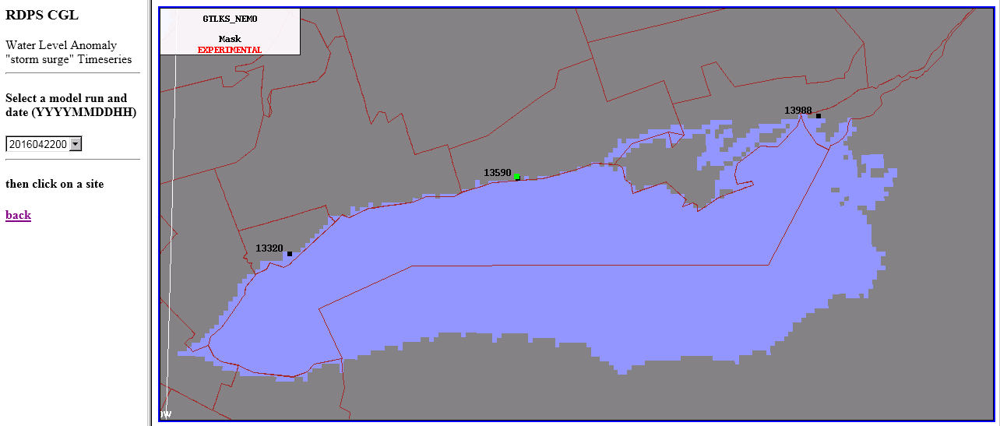 RDPS CGL
Water Level Anomaly
"storm surge" Timeseries
Select a model run and
date (YYYYMMDDHH)
2016042200
then click on a site
back
GTLKS_NEMO
Mask
EXPERIMENTAL
13988
13590
13320